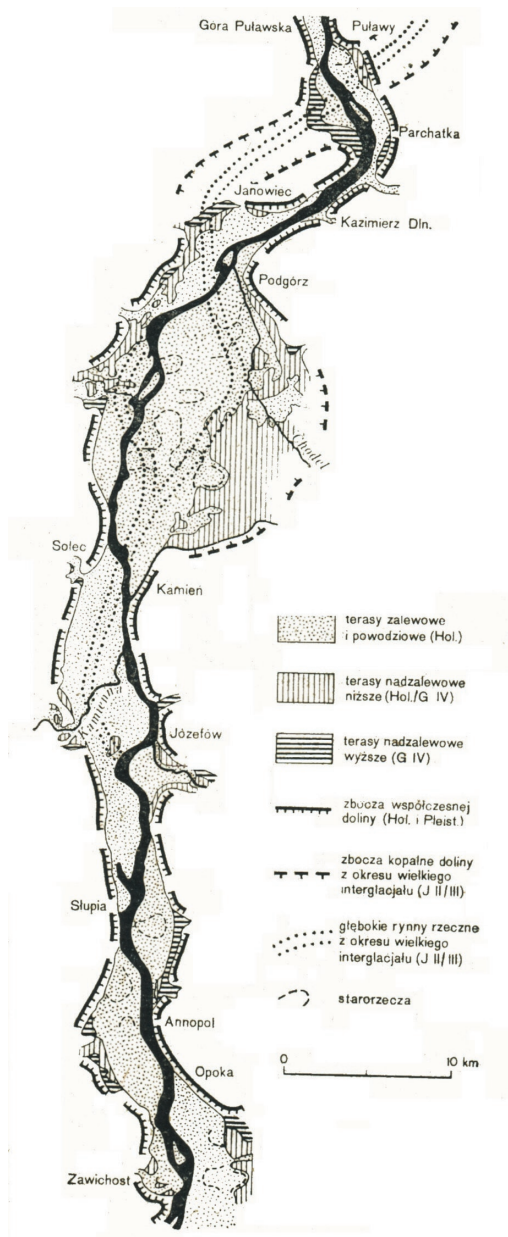 Góra Puławska
Puławy
Parchatka
Janowiec
Kazimierz Dln.
Podgórz
Chodel
Solec
Kamień
Józefów
Słupia
Annopol
Opoka
Zawichost
terasy zalewowe
i powodziowe (Hol.)
terasy nadzalewowe
niższe (Hol./G IV)
terasy nadzalewowe
wyższe (G IV)
zbocza współczesnej
doliny (Hol. i Pleist.)
zbocza kopalne doliny
z okresu wielkiego
interglacjału (J II/III)
głębokie rynny rzeczne
z okresu wielkiego
interglacjału (J II/III)
starorzecza
0
10 km